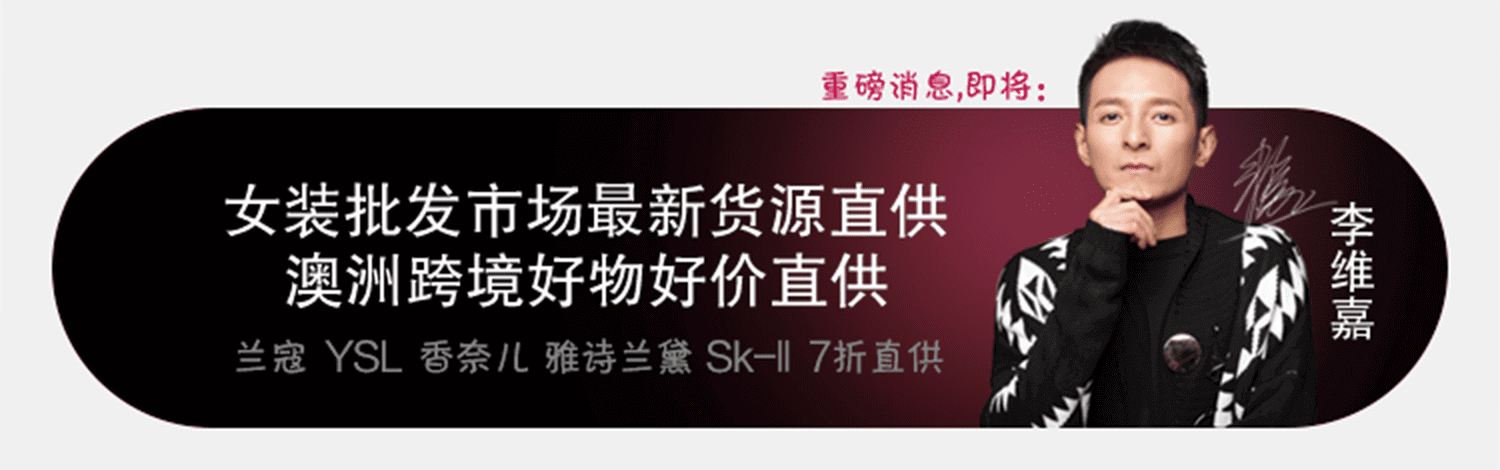 重磅消息,即将:
女装批发市场最新货源直供
澳洲跨境好物好价直供
兰寇 YSL 香奈儿 雅诗兰黛 Sk-II 7折直供
李维嘉